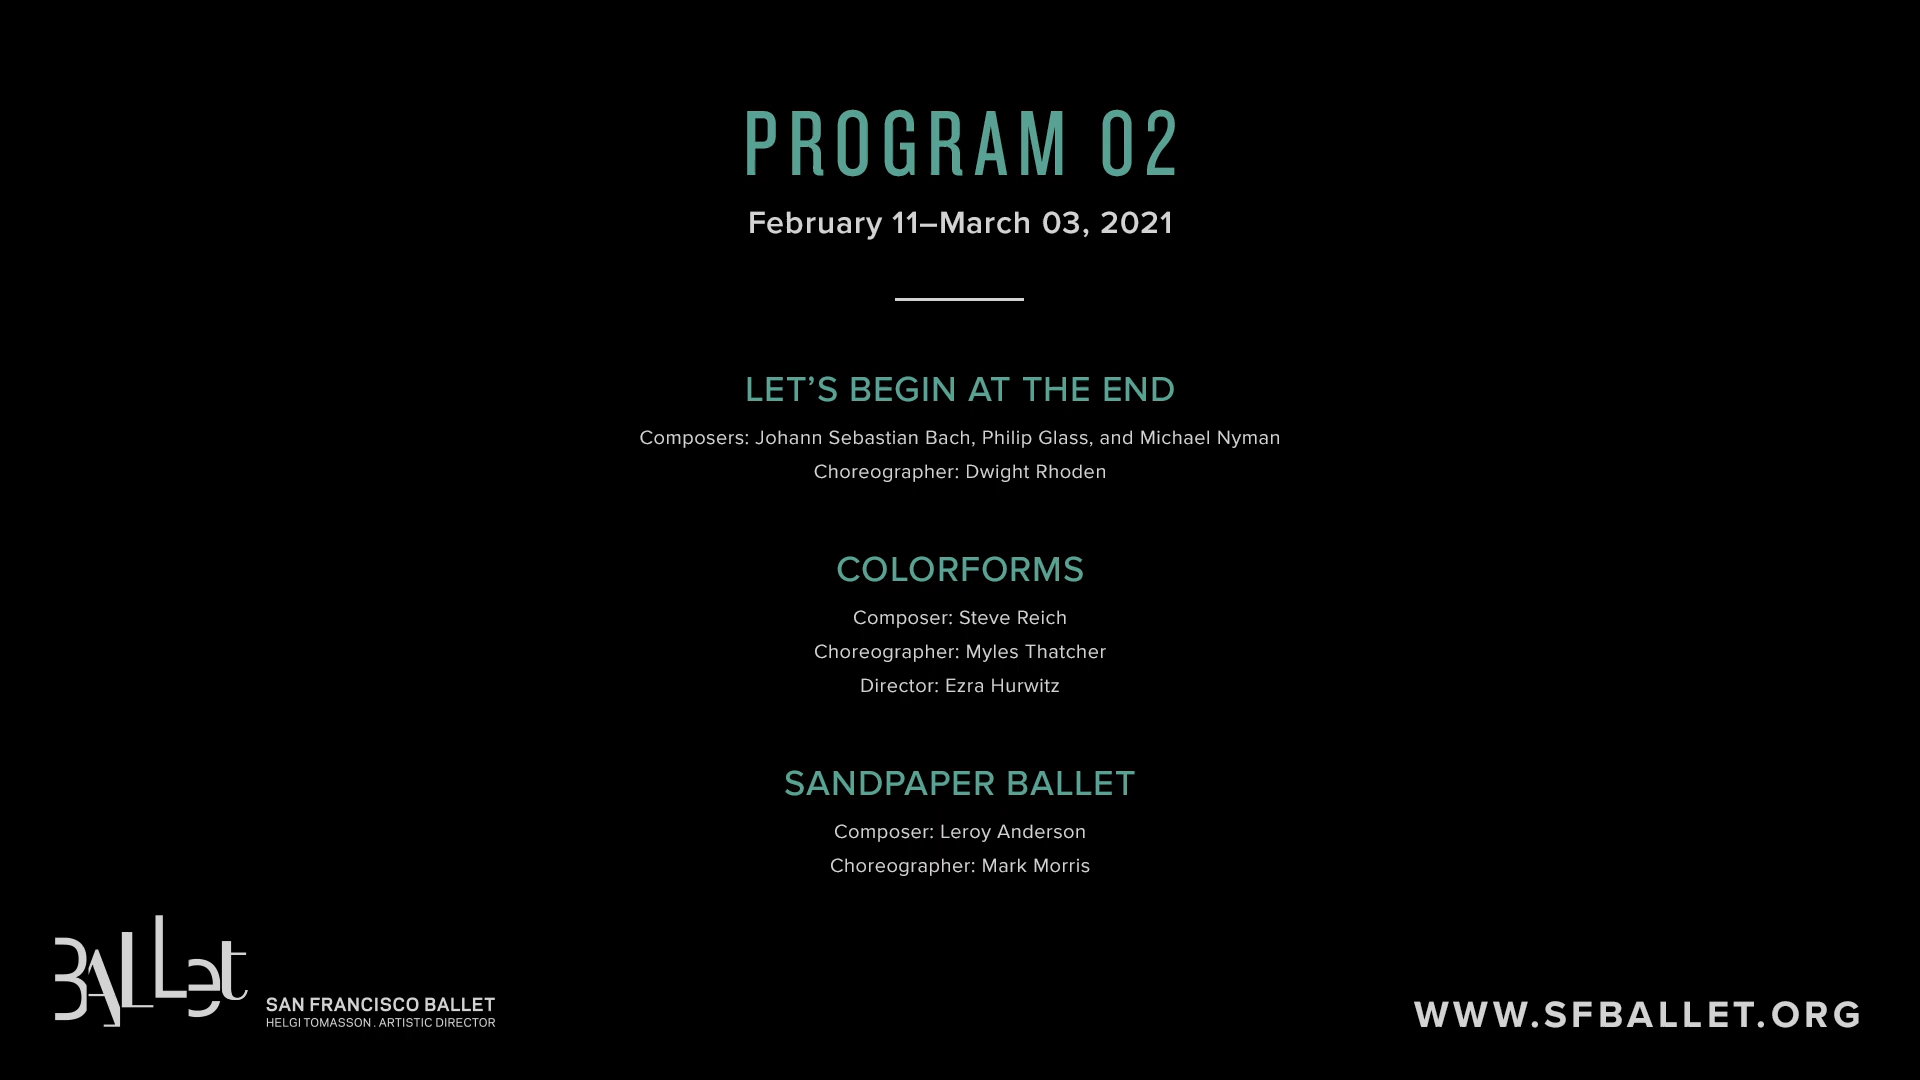 PROGRAM 02
February 11–March 03, 2021
LET’S BEGIN AT THE END
Composers: Johann Sebastian Bach, Philip Glass, and Michael Nyman
Choreographer: Dwight Rhoden
COLORFORMS
Composer: Steve Reich
Choreographer: Myles Thatcher
Director: Ezra Hurwitz
SANDPAPER BALLET
Composer: Leroy Anderson
Choreographer: Mark Morris
BALLet
SAN FRANCISCO BALLET
HELGI TOMASSON . ARTISTIC DIRECTOR
WWW.SFBALLET.ORG